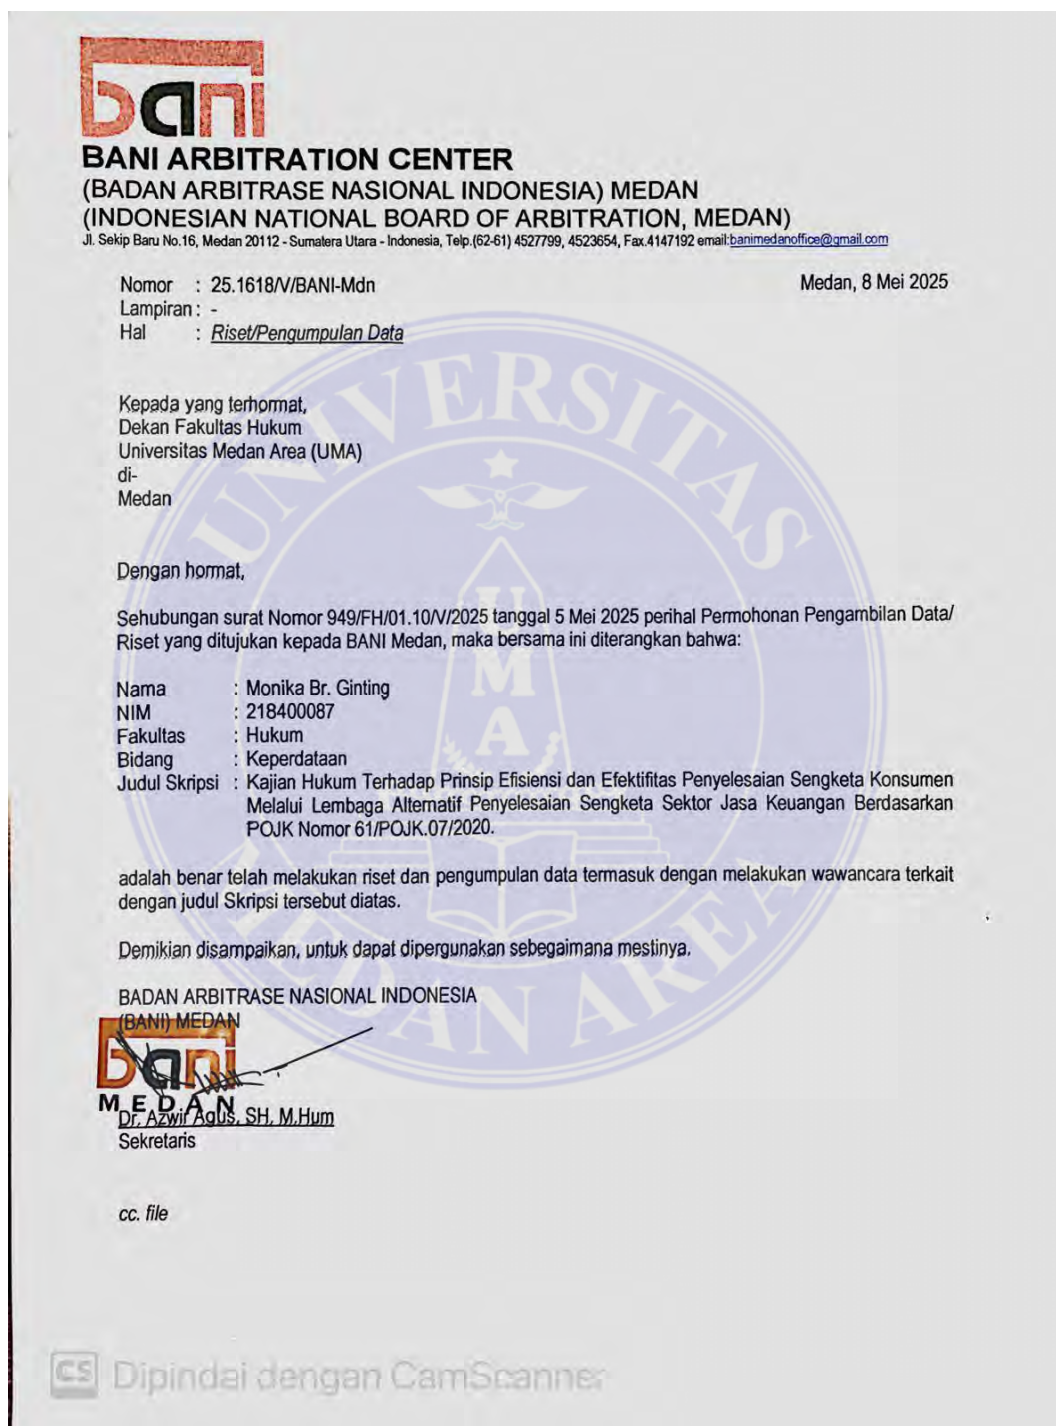 bani
BANI ARBITRATION CENTER
(BADAN ARBITRASE NASIONAL INDONESIA) MEDAN
(INDONESIAN NATIONAL BOARD OF ARBITRATION, MEDAN)
Jl. Sekip Baru No.16, Medan 20112 - Sumatera Utara - Indonesia, Telp.(62-61) 4527799, 4523654, Fax.4147192 email:banimedanoffice@gmail.com
Nomor : 25.1618/V/BANI-Mdn Medan, 8 Mei 2025
Lampiran : -
Hal : Riset/Pengumpulan Data
Kepada yang terhormat,
Dekan Fakultas Hukum
Universitas Medan Area (UMA)
di-
Medan
Dengan hormat,
Sehubungan surat Nomor 949/FH/01.10/V/2025 tanggal 5 Mei 2025 perihal Permohonan Pengambilan Data/
Riset yang ditujukan kepada BANI Medan, maka bersama ini diterangkan bahwa:
Nama : Monika Br. Ginting
NIM : 218400087
Fakultas : Hukum
Bidang : Keperdataan
Judul Skripsi : Kajian Hukum Terhadap Prinsip Efisiensi dan Efektifitas Penyelesaian Sengketa Konsumen
Melalui Lembaga Alternatif Penyelesaian Sengketa Sektor Jasa Keuangan Berdasarkan
POJK Nomor 61/POJK.07/2020.
adalah benar telah melakukan riset dan pengumpulan data termasuk dengan melakukan wawancara terkait
dengan judul Skripsi tersebut diatas.
Demikian disampaikan, untuk dapat dipergunakan sebegaimana mestinya.
BADAN ARBITRASE NASIONAL INDONESIA
(BANI) MEDAN
bani
MEDAN
Dr. Azwir Agus, SH, M.Hum
Sekretaris
cc. file
UNIVERSITAS
UMA
MEDAN AREA
CS Dipindai dengan CamScanner